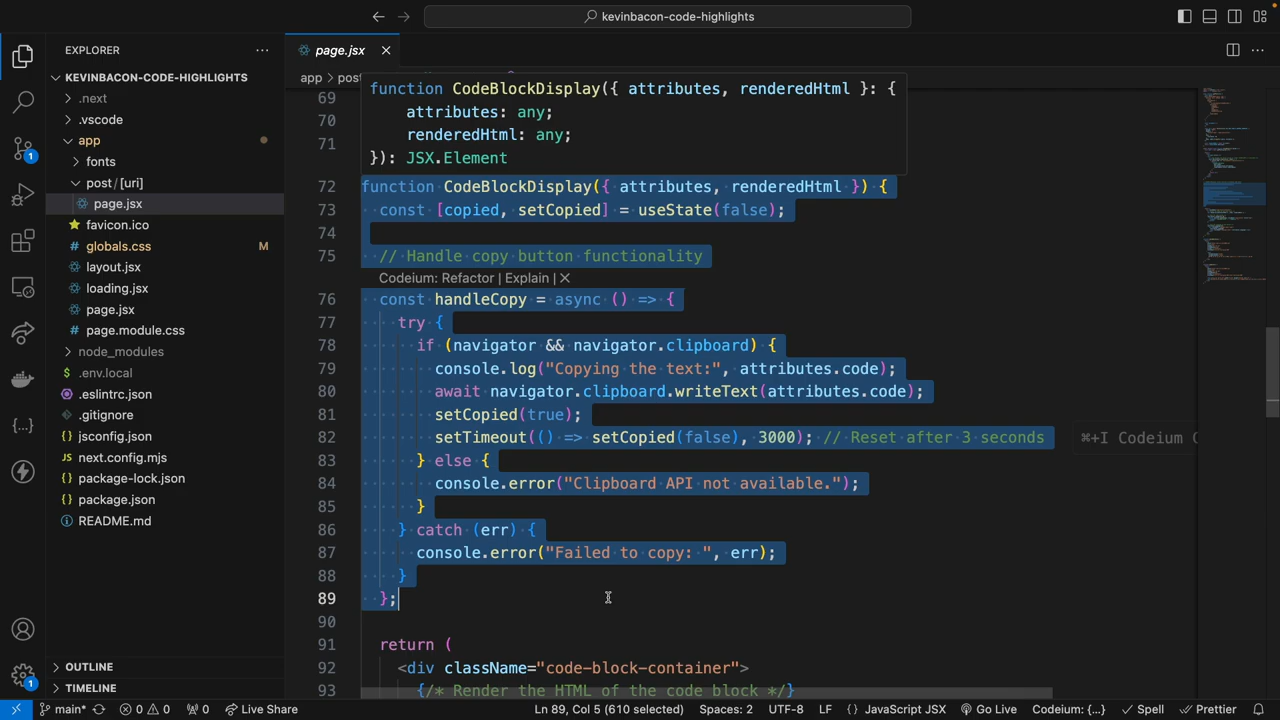 kevinbacon-code-highlights
EXPLORER
KEVINBACON-CODE-HIGHLIGHTS
.next
.vscode
app
fonts
post/[uri]
page.jsx
favicon.ico
globals.css M
layout.jsx
loading.jsx
page.jsx
page.module.css
node_modules
.env.local
.eslintrc.json
.gitignore
jsconfig.json
next.config.mjs
package-lock.json
package.json
README.md
OUTLINE
TIMELINE
1
1
page.jsx
app > post
function CodeBlockDisplay({ attributes, renderedHtml }: {
attributes: any;
renderedHtml: any;
}): JSX.Element
69
70
71
72 function CodeBlockDisplay({ attributes, renderedHtml }) {
73 const [copied, setCopied] = useState(false);
74
75 // Handle copy button functionality
Codeium: Refactor | Explain | X
76 const handleCopy = async () => {
77 try {
78 if (navigator && navigator.clipboard) {
79 console.log("Copying the text:", attributes.code);
80 await navigator.clipboard.writeText(attributes.code);
81 setCopied(true);
82 setTimeout(() => setCopied(false), 3000); // Reset after 3 seconds
⌘+I Codeium C
83 } else {
84 console.error("Clipboard API not available.");
85 }
86 } catch (err) {
87 console.error("Failed to copy: ", err);
88 }
89 };
90
91 return (
92 <div className="code-block-container">
93 {/* Render the HTML of the code block */}
main* 0 0 0 Live Share Ln 89, Col 5 (610 selected) Spaces: 2 UTF-8 LF {} JavaScript JSX Go Live Codeium: {...} Spell Prettier